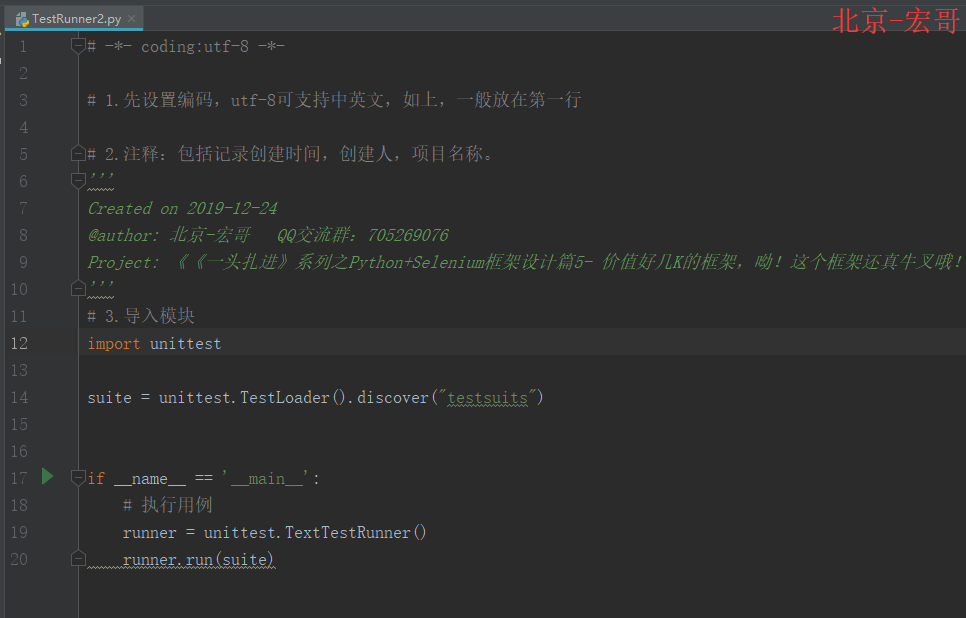 TestRunner2.py
北京-宏哥
1 # -*- coding:utf-8 -*-
2
3 # 1.先设置编码，utf-8可支持中英文，如上，一般放在第一行
4
5 # 2.注释：包括记录创建时间，创建人，项目名称。
6 '''
7 Created on 2019-12-24
8 @author: 北京-宏哥   QQ交流群：705269076
9 Project: 《《一头扎进》系列之Python+Selenium框架设计篇5- 价值好几K的框架，呦！这个框架还真牛叉哦！
10 '''
11 # 3.导入模块
12 import unittest
13
14 suite = unittest.TestLoader().discover("testsuits")
15
16
17 if __name__ == '__main__':
18     # 执行用例
19     runner = unittest.TextTestRunner()
20     runner.run(suite)